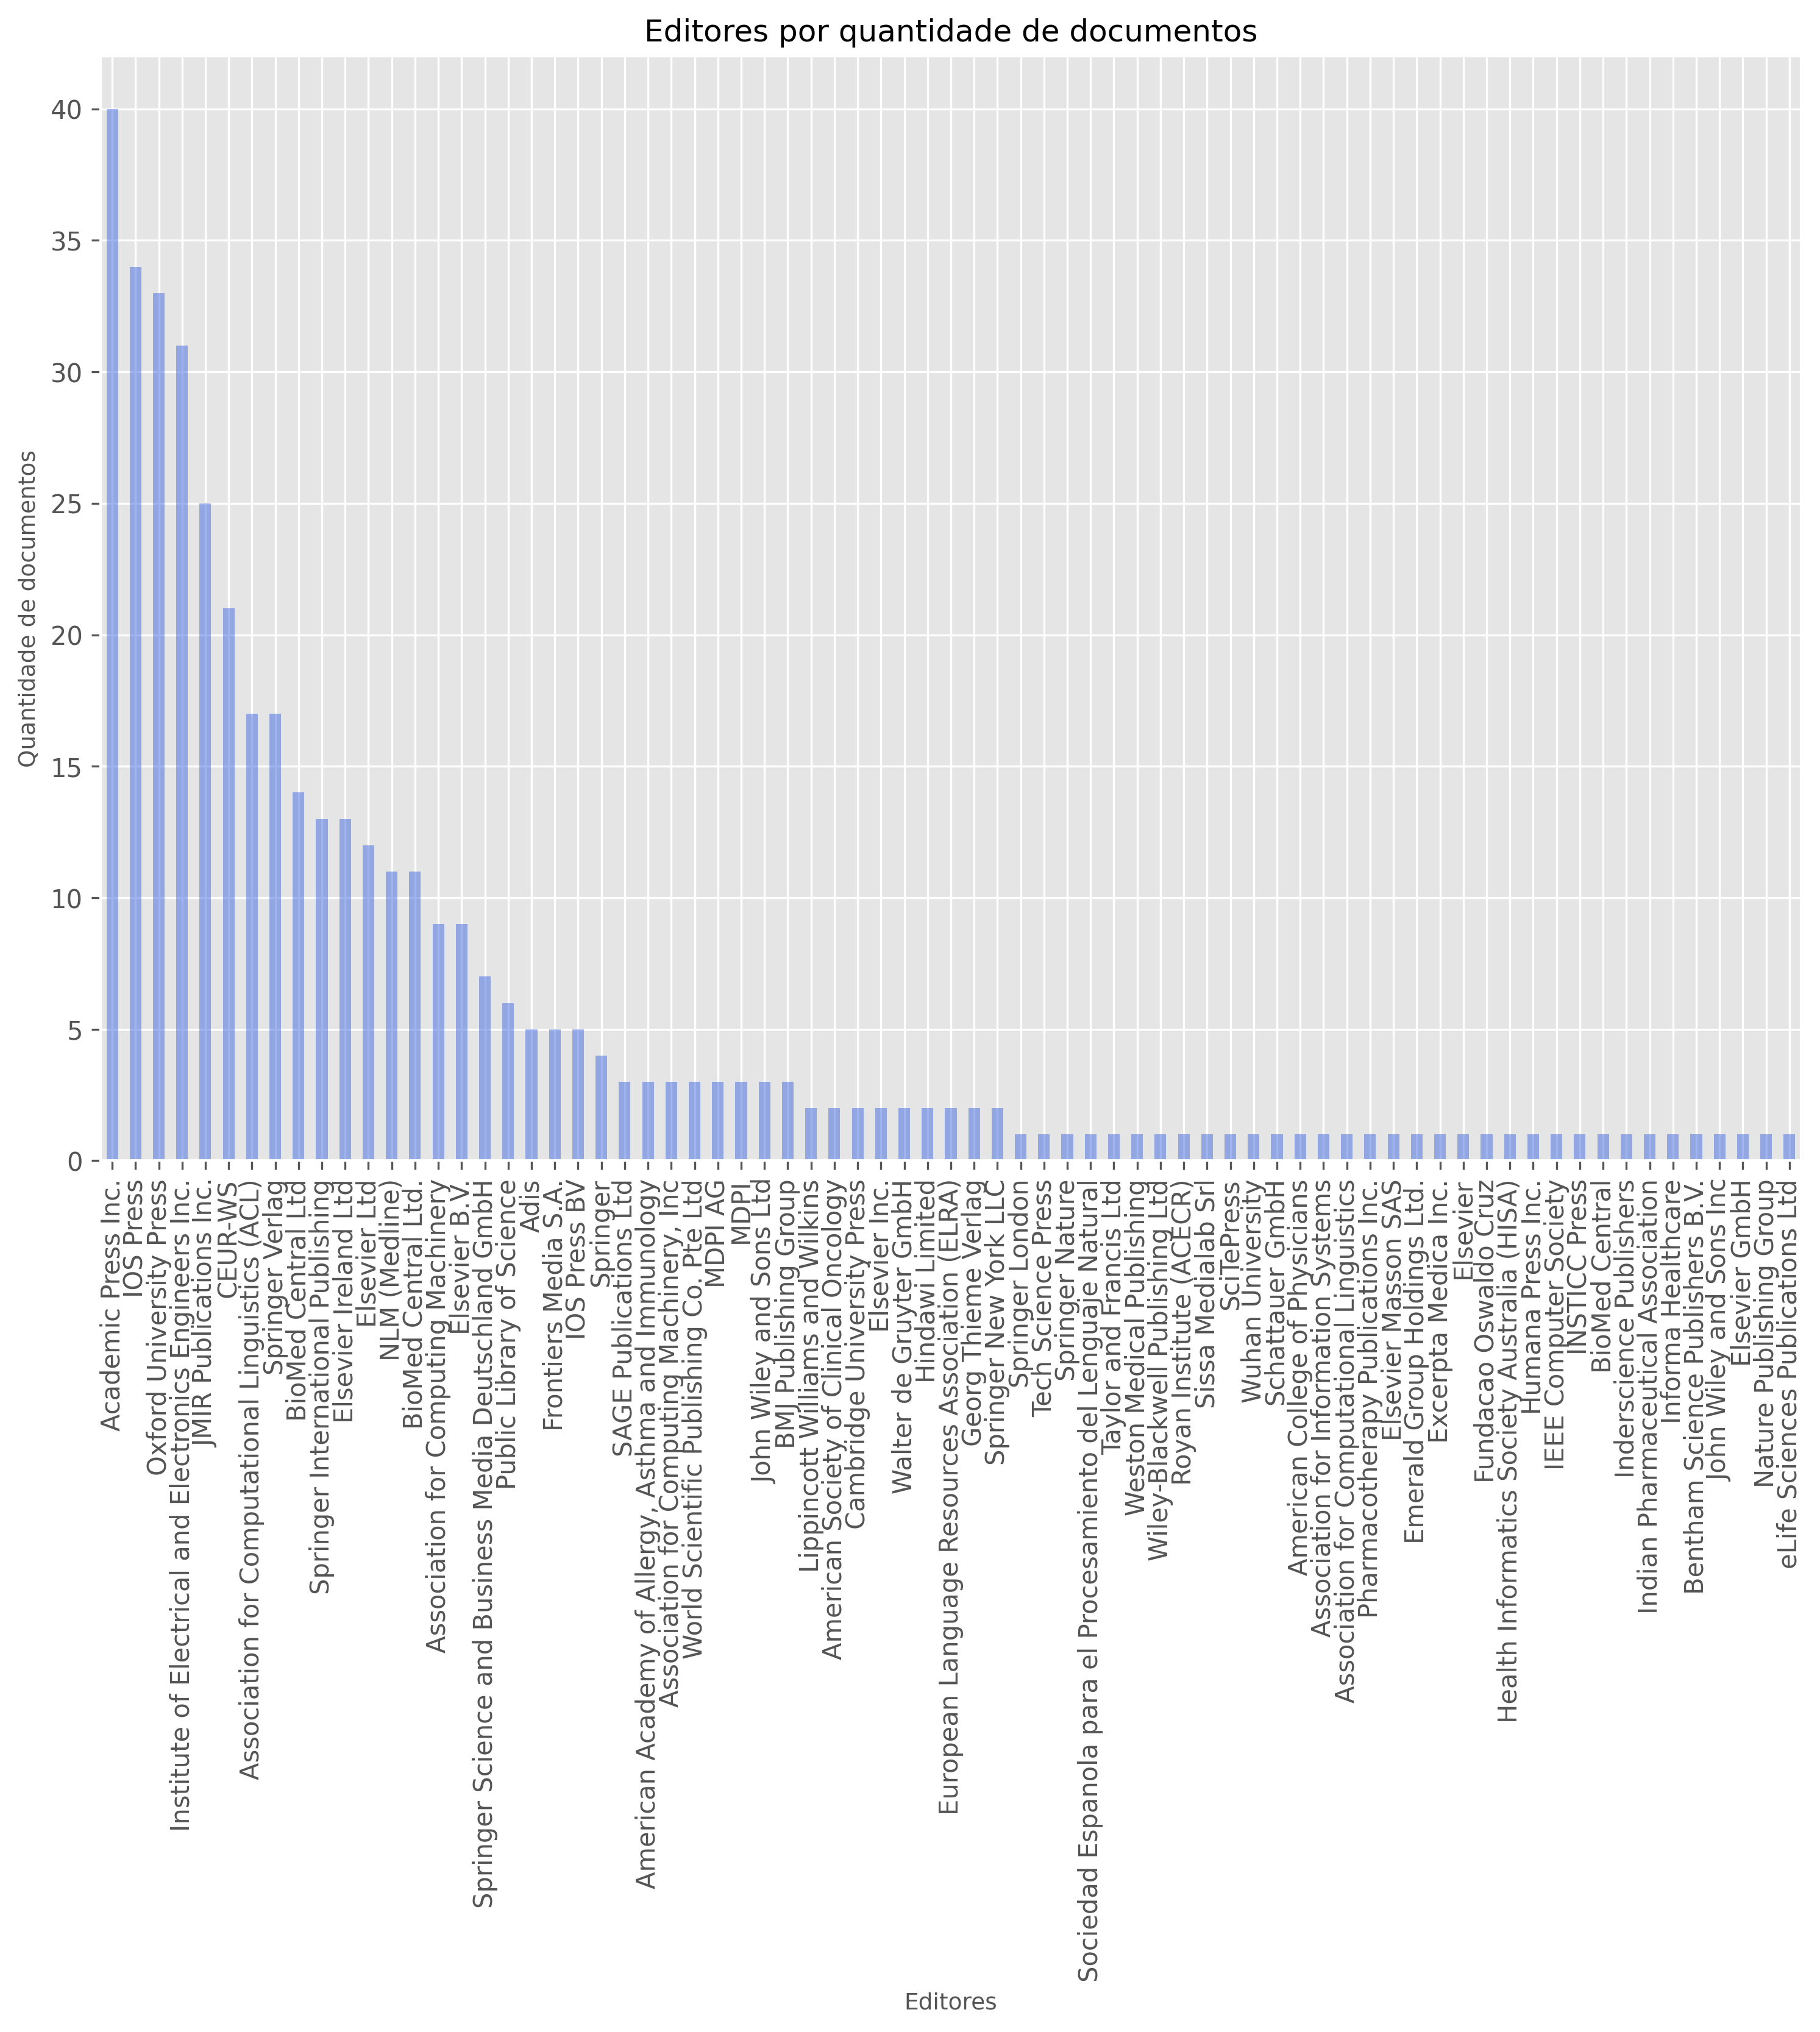 Editores por quantidade de documentos
Quantidade de documentos
40
35
30
25
20
15
10
5
0
Academic Press Inc.
IOS Press
Oxford University Press
Institute of Electrical and Electronics Engineers Inc.
JMIR Publications Inc.
CEUR-WS
Association for Computational Linguistics (ACL)
Springer Verlag
BioMed Central Ltd
Springer International Publishing
Elsevier Ireland Ltd
Elsevier Ltd
NLM (Medline)
BioMed Central Ltd.
Association for Computing Machinery
Elsevier B.V.
Springer Science and Business Media Deutschland GmbH
Public Library of Science
Adis
Frontiers Media S.A.
IOS Press BV
Springer
SAGE Publications Ltd
American Academy of Allergy, Asthma and Immunology
Association for Computing Machinery, Inc
World Scientific Publishing Co. Pte Ltd
MDPI AG
MDPI
John Wiley and Sons Ltd
BMJ Publishing Group
Lippincott Williams and Wilkins
American Society of Clinical Oncology
Cambridge University Press
Elsevier Inc.
Walter de Gruyter GmbH
Hindawi Limited
European Language Resources Association (ELRA)
Georg Thieme Verlag
Springer New York LLC
Springer London
Tech Science Press
Springer Nature
Sociedad Espanola para el Procesamiento del Lenguaje Natural
Taylor and Francis Ltd
Weston Medical Publishing
Wiley-Blackwell Publishing Ltd
Royan Institute (ACECR)
Sissa Medialab Srl
SciTePress
Wuhan University
Schattauer GmbH
American College of Physicians
Association for Information Systems
Association for Computational Linguistics
Pharmacotherapy Publications Inc.
Elsevier Masson SAS
Emerald Group Holdings Ltd.
Excerpta Medica Inc.
Elsevier
Fundacao Oswaldo Cruz
Health Informatics Society Australia (HISA)
Humana Press Inc.
IEEE Computer Society
INSTICC Press
BioMed Central
Inderscience Publishers
Indian Pharmaceutical Association
Informa Healthcare
Bentham Science Publishers B.V.
John Wiley and Sons Inc
Elsevier GmbH
Nature Publishing Group
eLife Sciences Publications Ltd
Editores